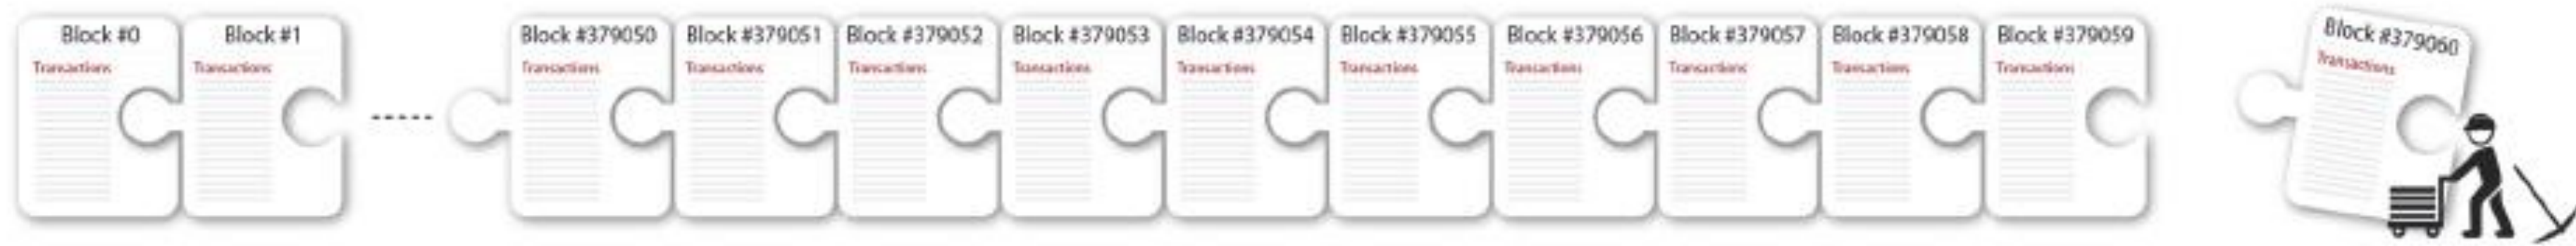 Block #0
Transactions
Block #1
Transactions
Block #379050
Transactions
Block #379051
Transactions
Block #379052
Transactions
Block #379053
Transactions
Block #379054
Transactions
Block #379055
Transactions
Block #379056
Transactions
Block #379057
Transactions
Block #379058
Transactions
Block #379059
Transactions
Block #379060
Transactions